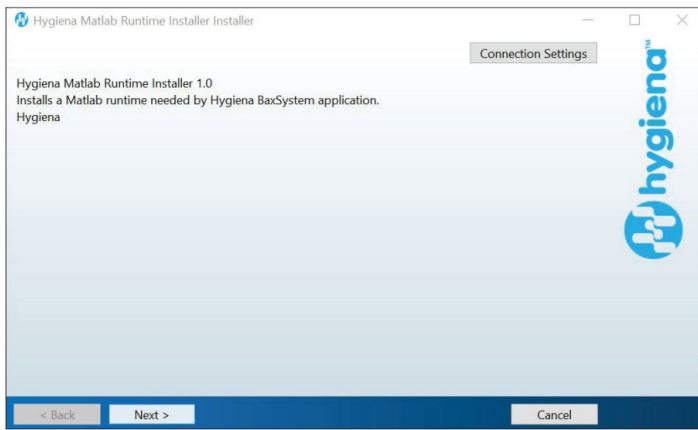 Hygiena Matlab Runtime Installer Installer
Connection Settings
Hygiena Matlab Runtime Installer 1.0
Installs a Matlab runtime needed by Hygiena BaxSystem application.
Hygiena
hygiena™
< Back
Next >
Cancel